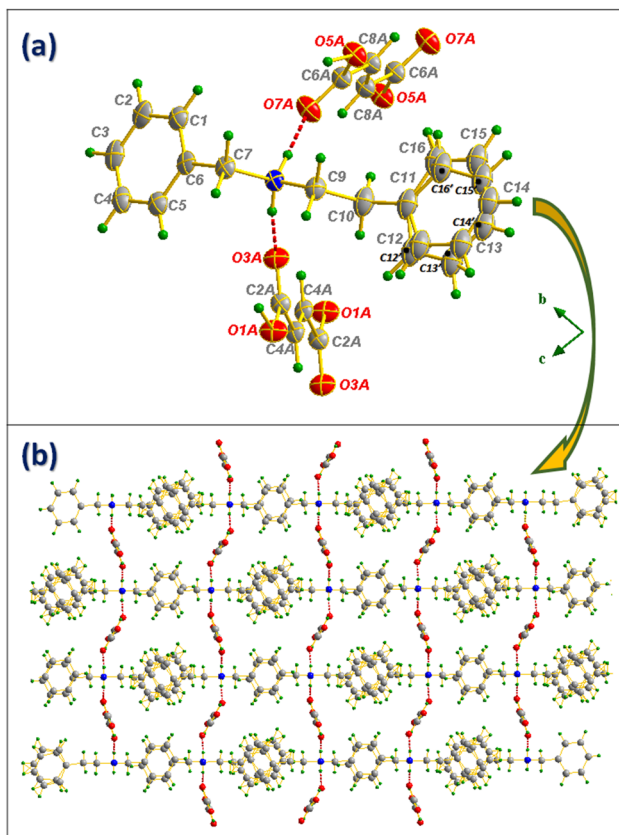 (a)
O5A
C8A
O7A
C6A
C6A
O7A
O5A
C8A
C2
C1
C3
C7
C6
C4
C5
C9
C10
C16
C15
C11
C16'
C15'
C14
C14'
C12
C13
C12'
C13'
O3A
C2A
C4A
O1A
O1A
C4A
C2A
O3A
b
c
(b)